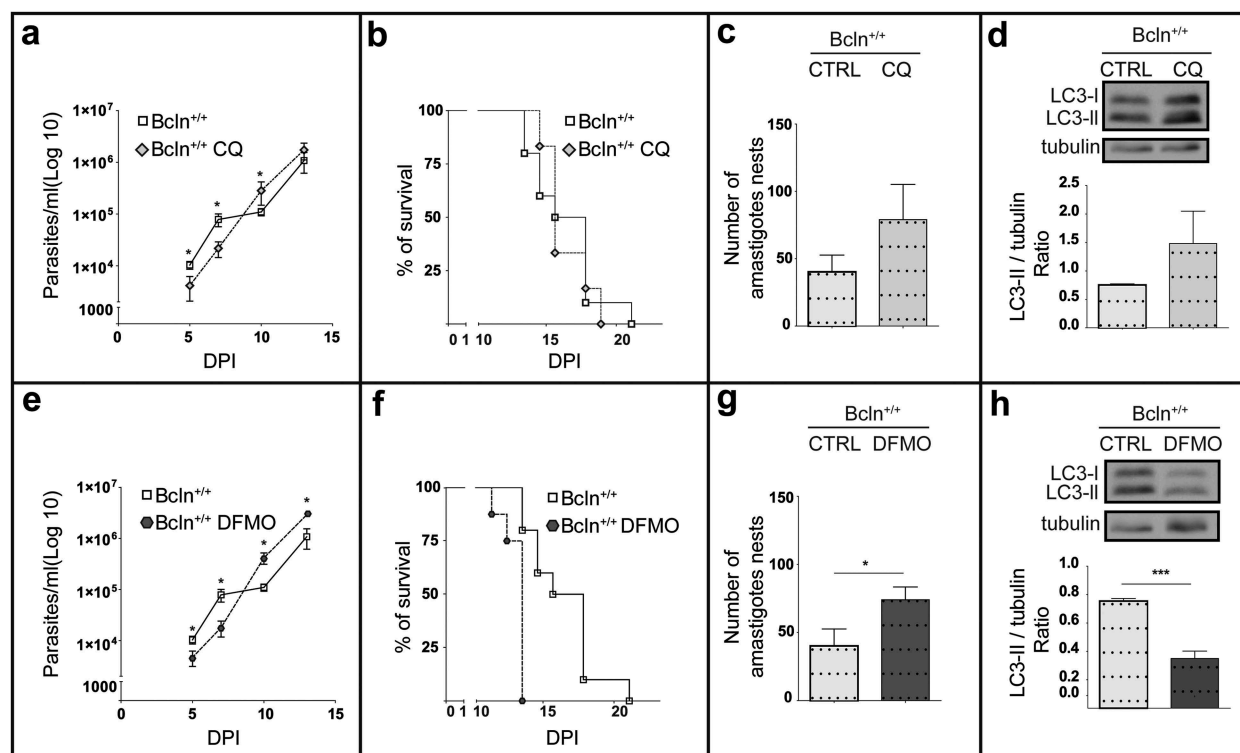 a
1×10⁷
1×10⁶
1×10⁵
1×10⁴
1000
Parasites/ml(Log 10)
Bcln⁺/⁺
Bcln⁺/⁺ CQ
* * *
0 5 10 15
DPI
b
100
75
50
25
% of survival
Bcln⁺/⁺
Bcln⁺/⁺ CQ
0 1 10 15 20
DPI
c
Bcln⁺/⁺
CTRL CQ
150
100
50
0
Number of
amastigotes nests
d
Bcln⁺/⁺
CTRL CQ
LC3-I
LC3-II
tubulin
2.5
2.0
1.5
1.0
0.5
0.0
LC3-II / tubulin
Ratio
e
1×10⁷
1×10⁶
1×10⁵
1×10⁴
1000
Parasites/ml(Log 10)
Bcln⁺/⁺
Bcln⁺/⁺ DFMO
* * * *
0 5 10 15
DPI
f
100
75
50
25
0
% of survival
Bcln⁺/⁺
Bcln⁺/⁺ DFMO
0 1 10 15 20
DPI
g
Bcln⁺/⁺
CTRL DFMO
150
100
50
0
Number of
amastigotes nests
*
h
Bcln⁺/⁺
CTRL DFMO
LC3-I
LC3-II
tubulin
1.0
0.8
0.6
0.4
0.2
0.0
LC3-II / tubulin
Ratio
***